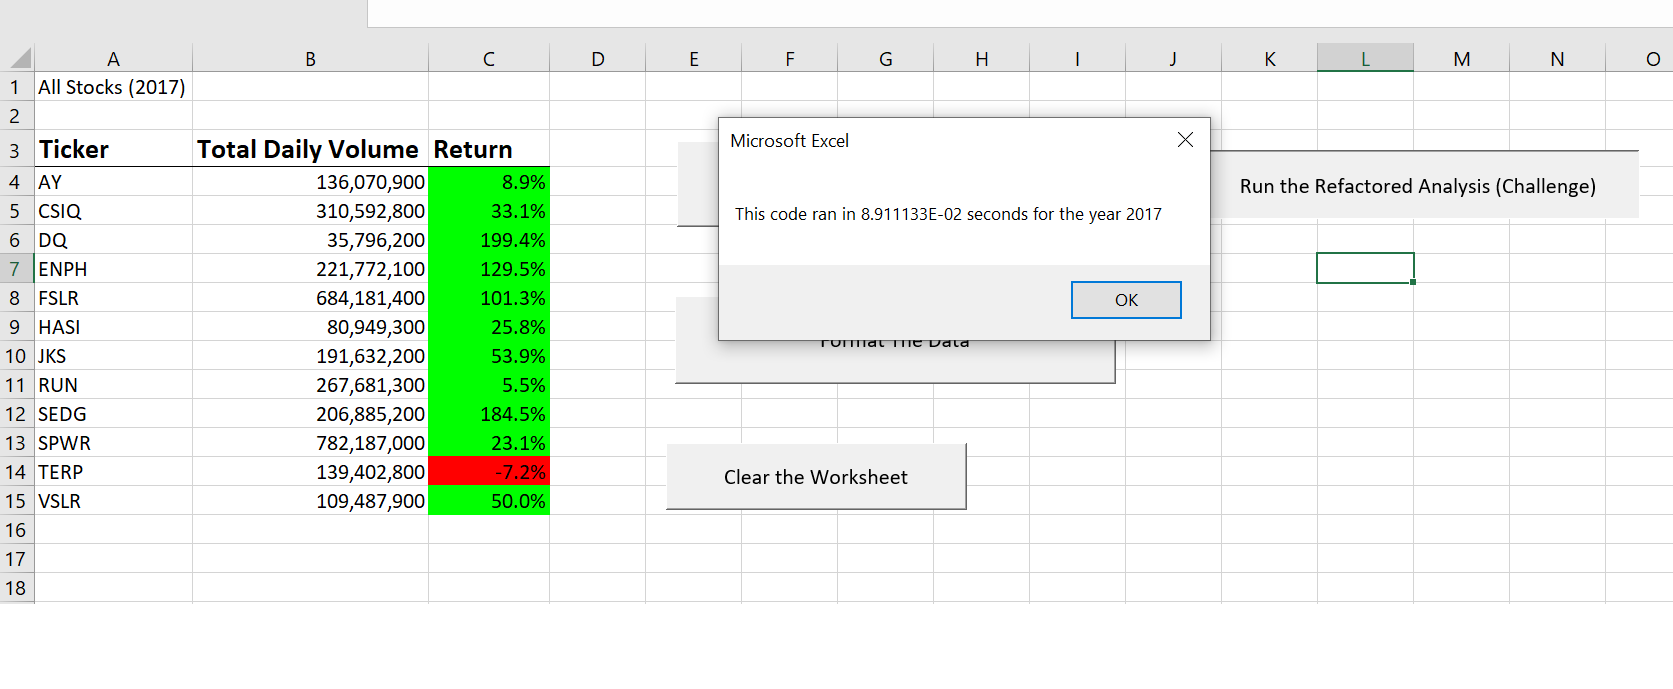 A B C D E F G H I J K L M N O
1 All Stocks (2017)
2
3 Ticker Total Daily Volume Return
4 AY 136,070,900 8.9%
5 CSIQ 310,592,800 33.1%
6 DQ 35,796,200 199.4%
7 ENPH 221,772,100 129.5%
8 FSLR 684,181,400 101.3%
9 HASI 80,949,300 25.8%
10 JKS 191,632,200 53.9%
11 RUN 267,681,300 5.5%
12 SEDG 206,885,200 184.5%
13 SPWR 782,187,000 23.1%
14 TERP 139,402,800 -7.2%
15 VSLR 109,487,900 50.0%
16
17
18
Microsoft Excel
This code ran in 8.911133E-02 seconds for the year 2017
OK
Run the Refactored Analysis (Challenge)
Format The Data
Clear the Worksheet